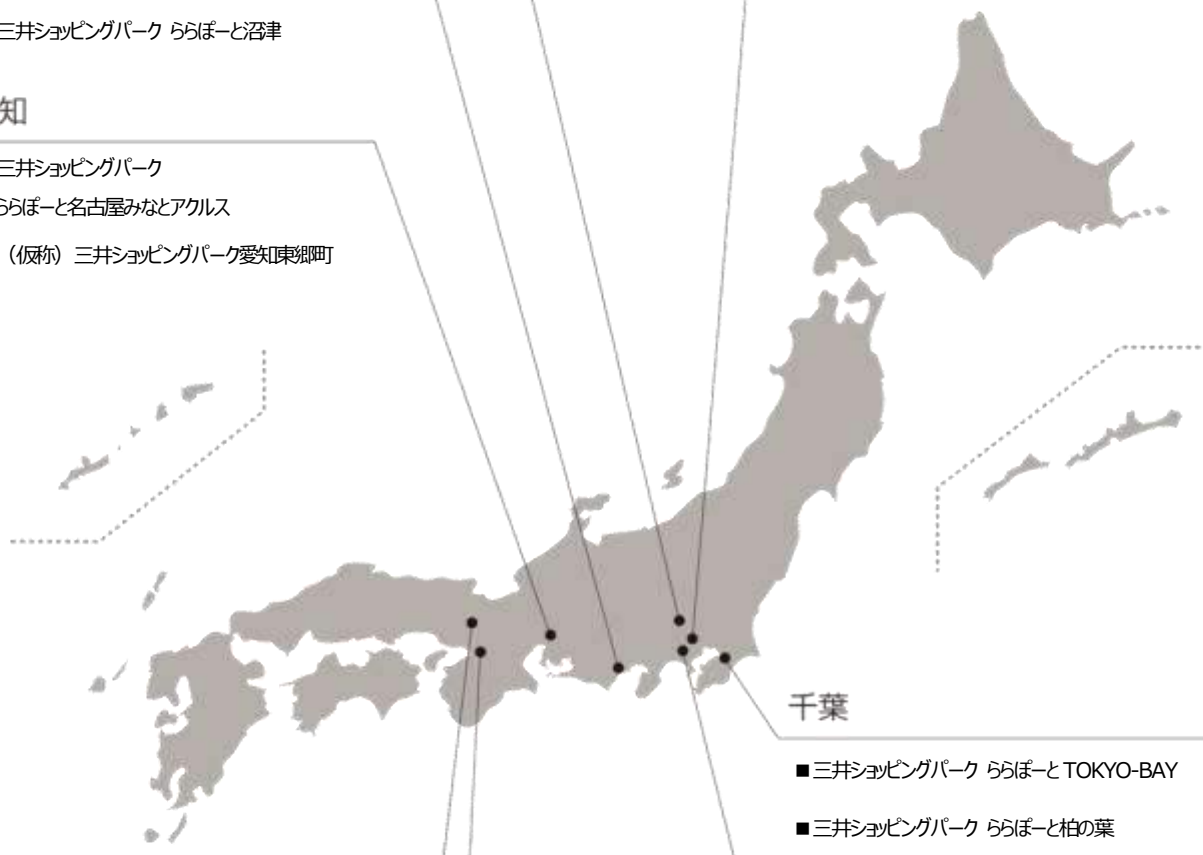 三井ショッピングパーク ららぽーと沼津
知
三井ショッピングパーク
ららぽーと名古屋みなとアクルス
（仮称）三井ショッピングパーク愛知東郷町
千葉
■三井ショッピングパーク ららぽーとTOKYO-BAY
■三井ショッピングパーク ららぽーと柏の葉